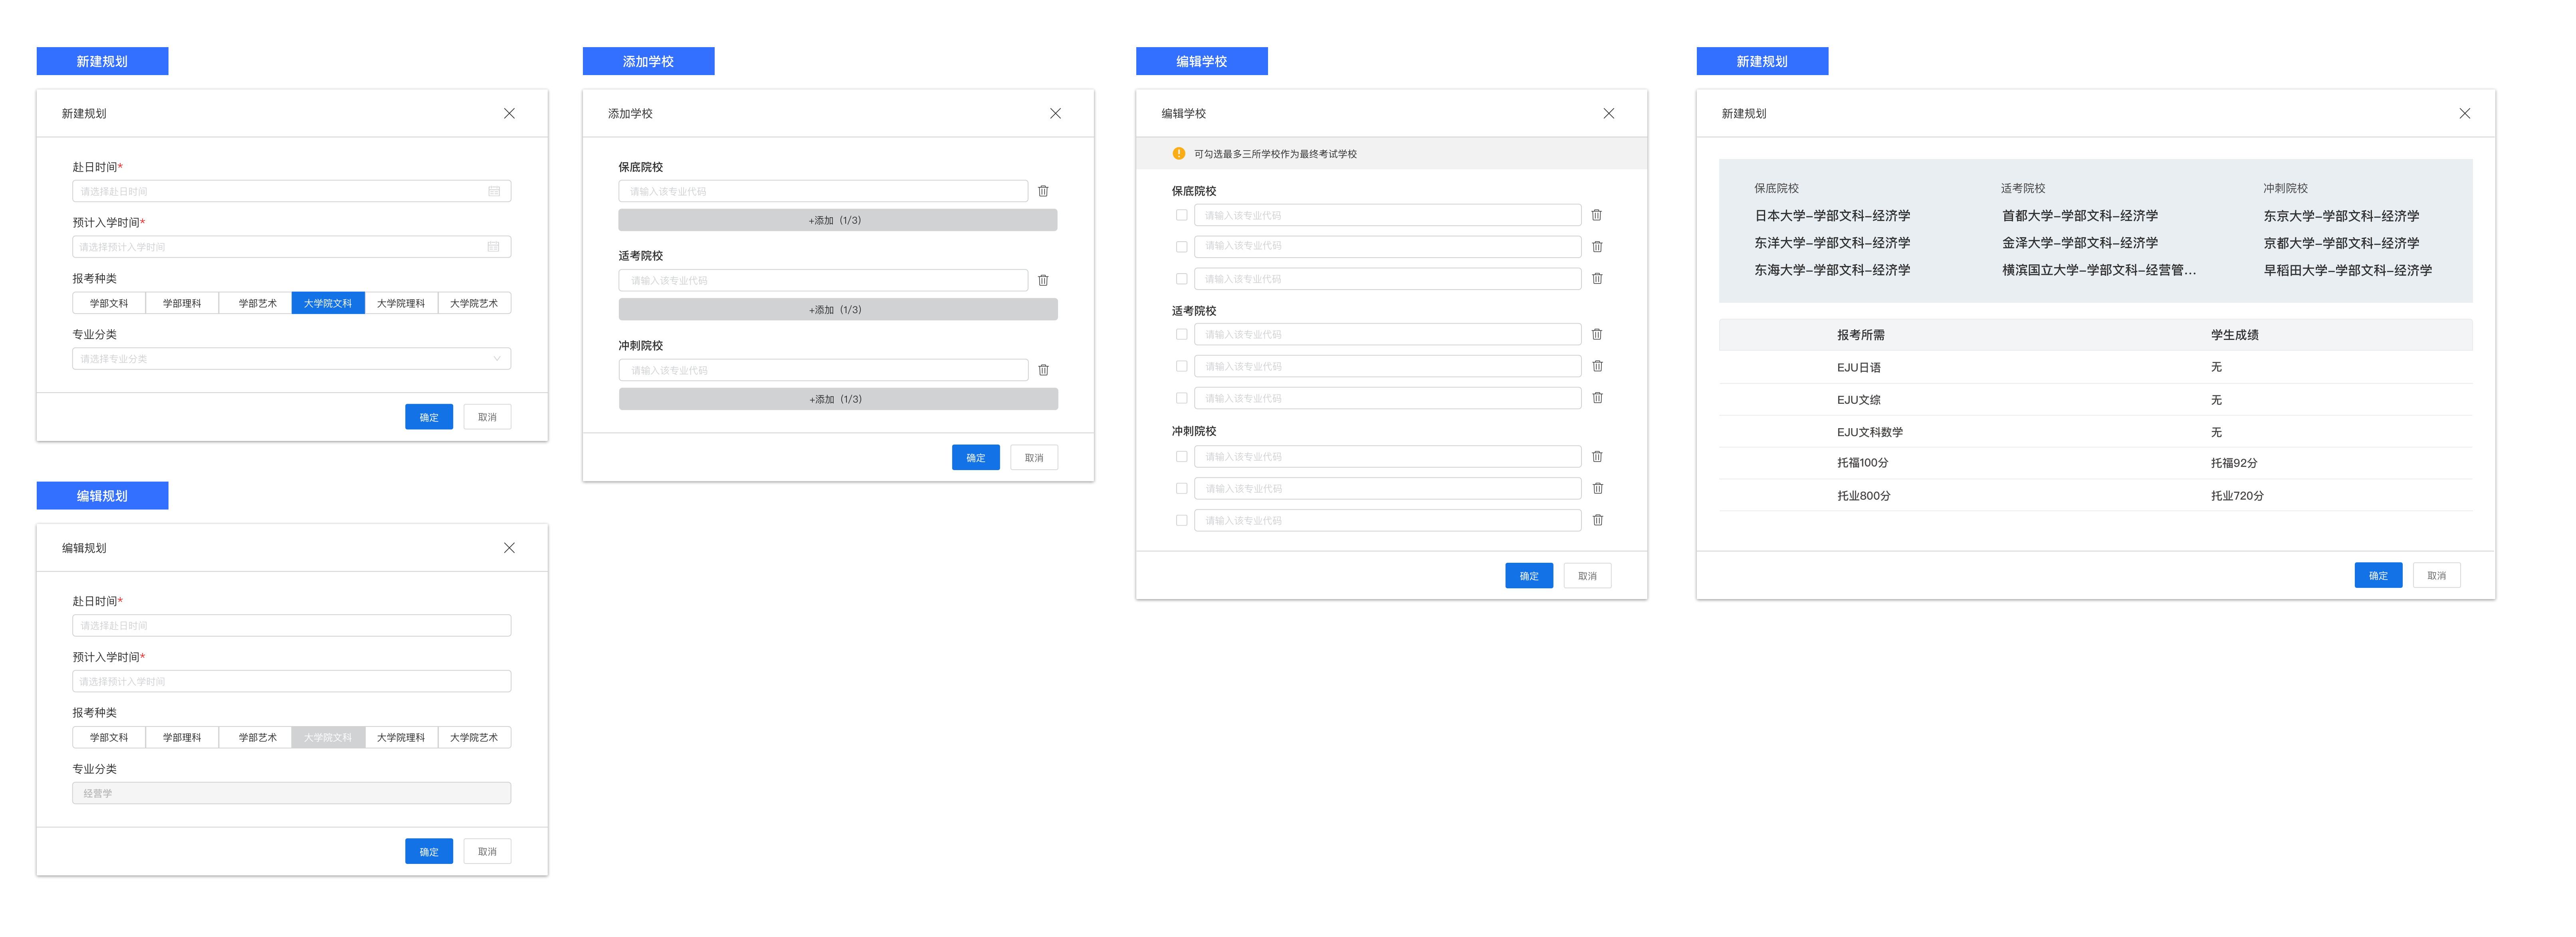 新建规划
新建规划
赴日时间*
请选择赴日时间
预计入学时间*
请选择预计入学时间
报考种类
学部文科 学部理科 学部艺术 大学院文科 大学院理科 大学院艺术
专业分类
请选择专业分类
确定 取消
编辑规划
编辑规划
赴日时间*
请选择赴日时间
预计入学时间*
请选择预计入学时间
报考种类
学部文科 学部理科 学部艺术 大学院文科 大学院理科 大学院艺术
专业分类
经营学
确定 取消
添加学校
添加学校
保底院校
请输入该专业代码
+添加（1/3）
适考院校
请输入该专业代码
+添加（1/3）
冲刺院校
请输入该专业代码
+添加（1/3）
确定 取消
编辑学校
编辑学校
可勾选最多三所学校作为最终考试学校
保底院校
请输入该专业代码
请输入该专业代码
请输入该专业代码
适考院校
请输入该专业代码
请输入该专业代码
请输入该专业代码
冲刺院校
请输入该专业代码
请输入该专业代码
请输入该专业代码
确定 取消
新建规划
新建规划
保底院校 适考院校 冲刺院校
日本大学–学部文科–经济学 首都大学–学部文科–经济学 东京大学–学部文科–经济学
东洋大学–学部文科–经济学 金泽大学–学部文科–经济学 京都大学–学部文科–经济学
东海大学–学部文科–经济学 横滨国立大学–学部文科–经营管... 早稻田大学–学部文科–经济学
报考所需 学生成绩
EJU日语 无
EJU文综 无
EJU文科数学 无
托福100分 托福92分
托业800分 托业720分
确定 取消